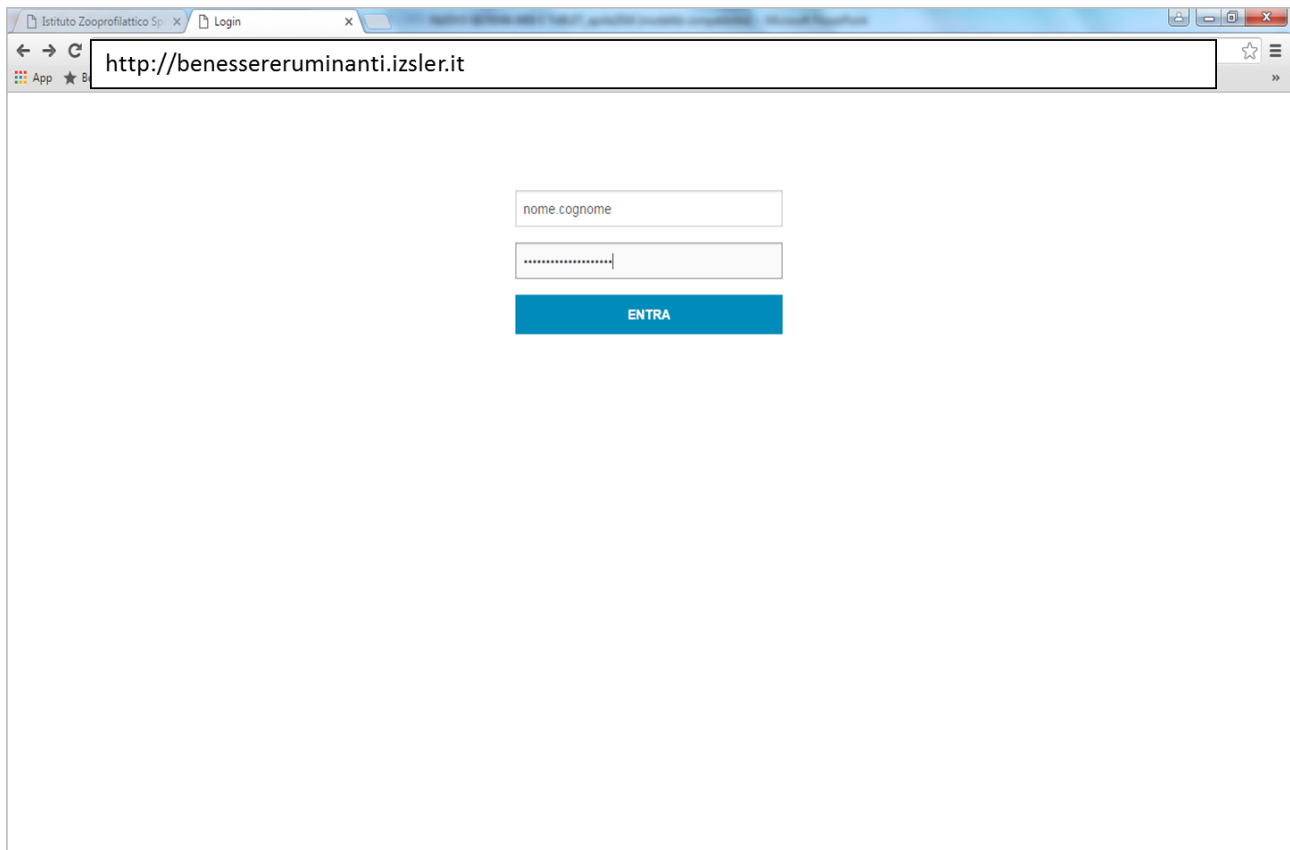 Istituto Zooprofilattico Sp
Login
http://benessereruminanti.izsler.it
App
nome.cognome
ENTRA